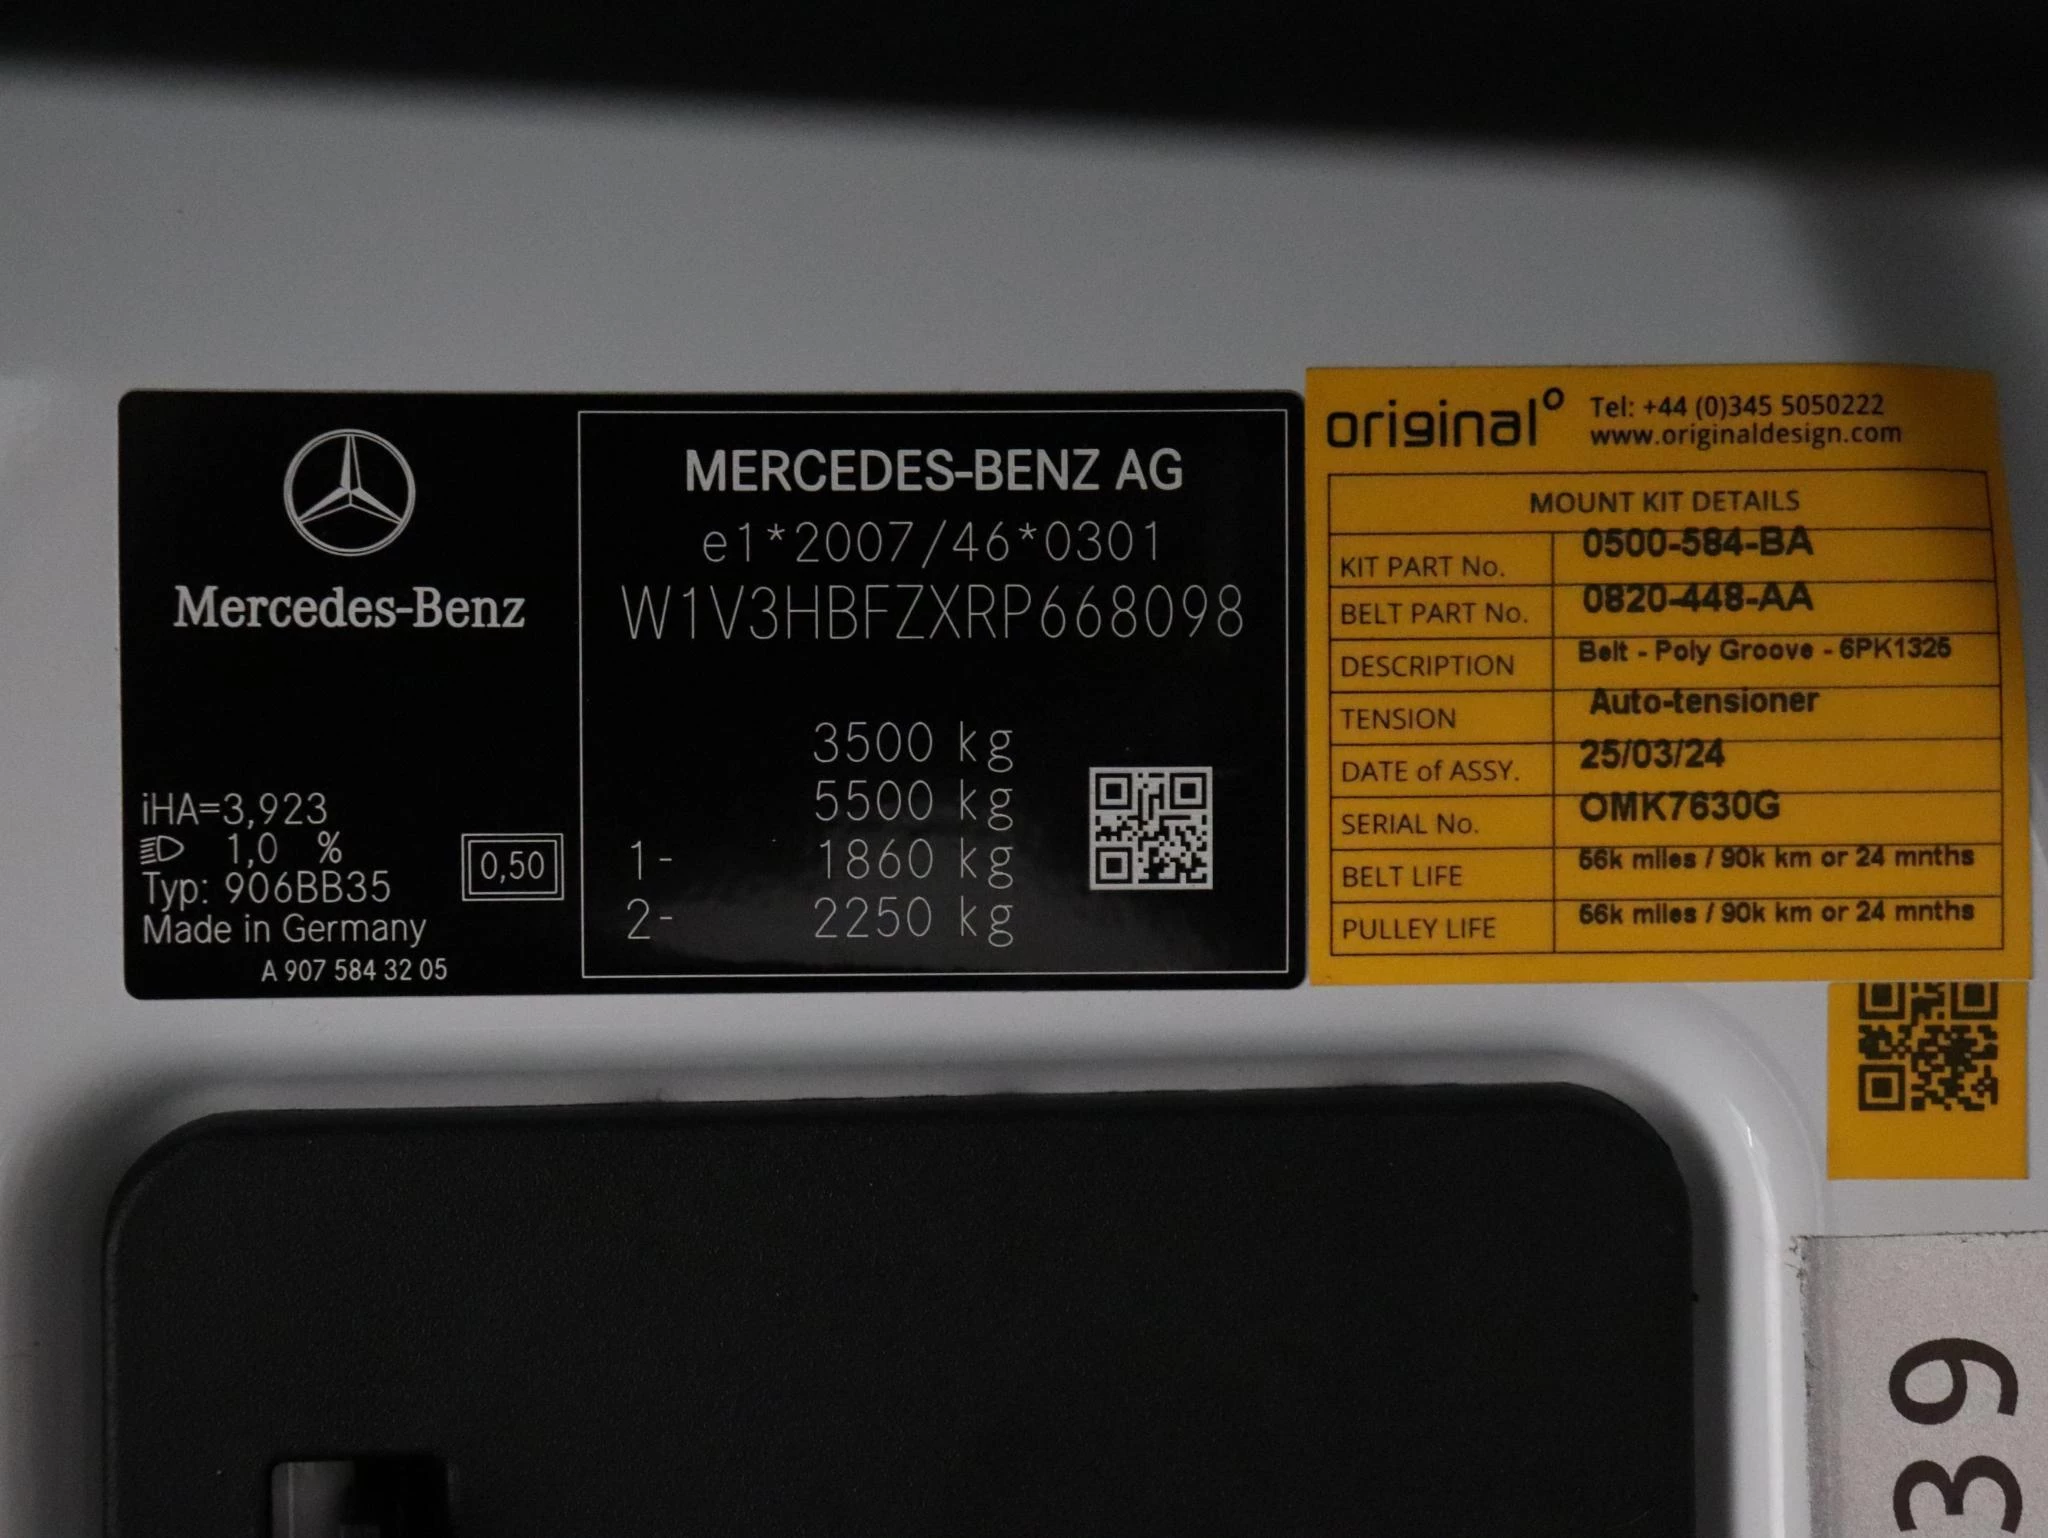 Mercedes-Benz
iHA=3,923
1,0 %
Typ: 906BB35
Made in Germany
A 907 584 32 05
0,50
MERCEDES-BENZ AG
e1*2007/46*0301
W1V3HBFZXRP668098
3500 kg
5500 kg
1- 1860 kg
2- 2250 kg
original° Tel: +44 (0)345 5050222
www.originaldesign.com
MOUNT KIT DETAILS
KIT PART No. 0500-584-BA
BELT PART No. 0820-448-AA
DESCRIPTION Belt - Poly Groove - 6PK1325
TENSION Auto-tensioner
DATE of ASSY. 25/03/24
SERIAL No. OMK7630G
BELT LIFE 56k miles / 90k km or 24 mnths
PULLEY LIFE 56k miles / 90k km or 24 mnths
39